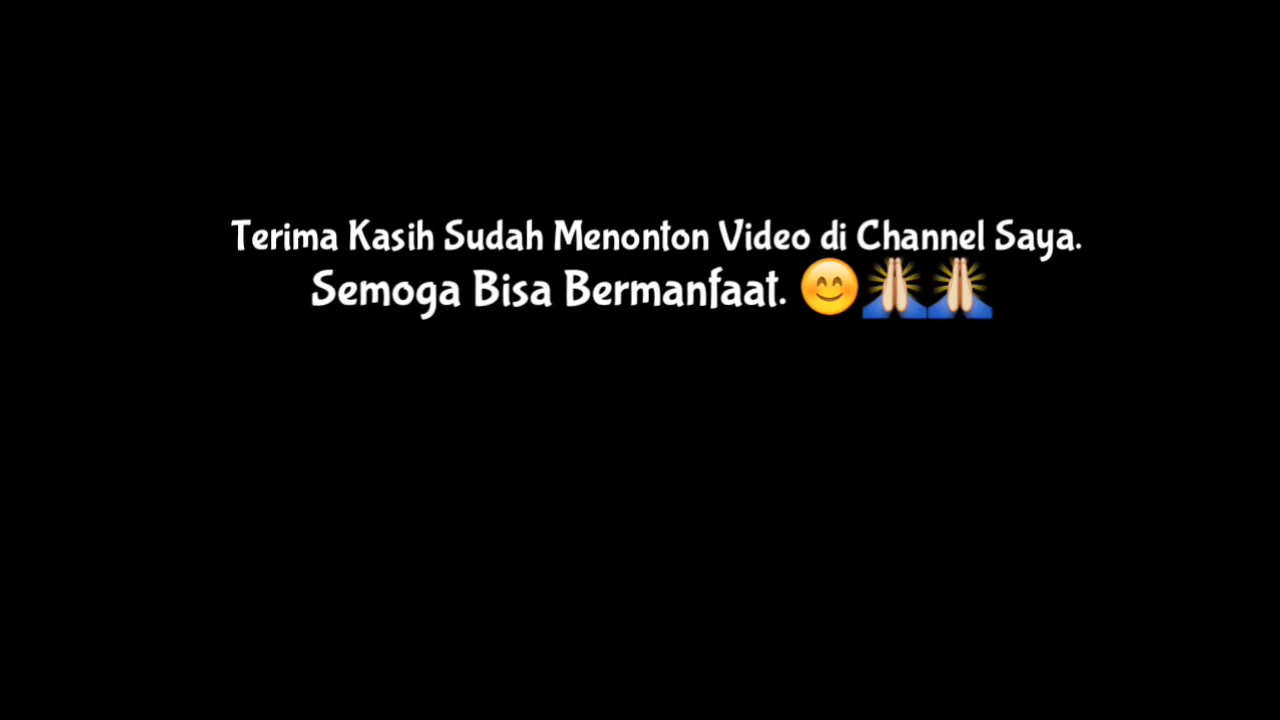 Terima Kasih Sudah Menonton Video di Channel Saya.
Semoga Bisa Bermanfaat. 😊🙏🙏